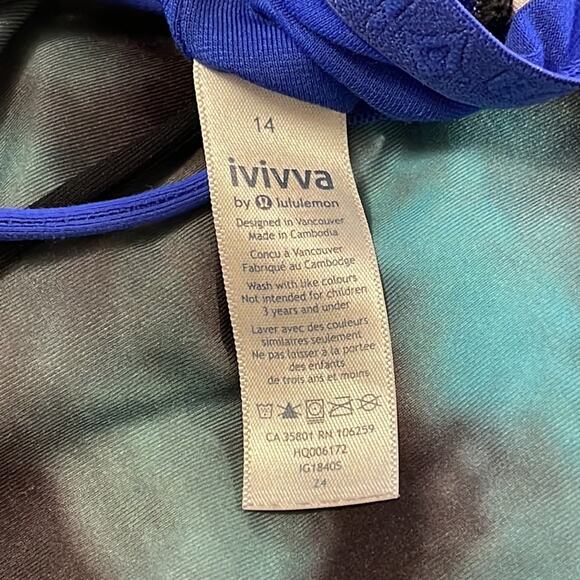 14
ivivva
by lululemon
Designed in Vancouver
Made in Cambodia
Concu a Vancouver
Fabriqué au Cambodge
Wash with like colours
Not intended for children
3 years and under
Laver avec des couleurs
similaires seulement
Ne pas laisser a la portée
des enfants
de trois ans et moins
CA 35801 RN 106259
HQ006172
IG1840S
Z4